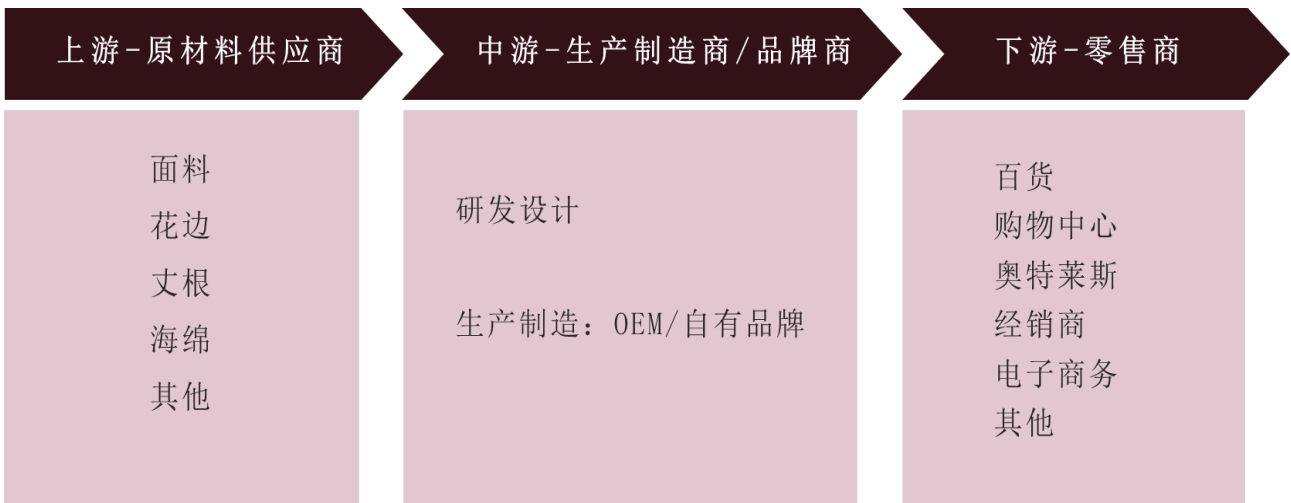 上游-原材料供应商
面料
花边
丈根
海绵
其他
中游-生产制造商/品牌商
研发设计
生产制造：OEM/自有品牌
下游-零售商
百货
购物中心
奥特莱斯
经销商
电子商务
其他